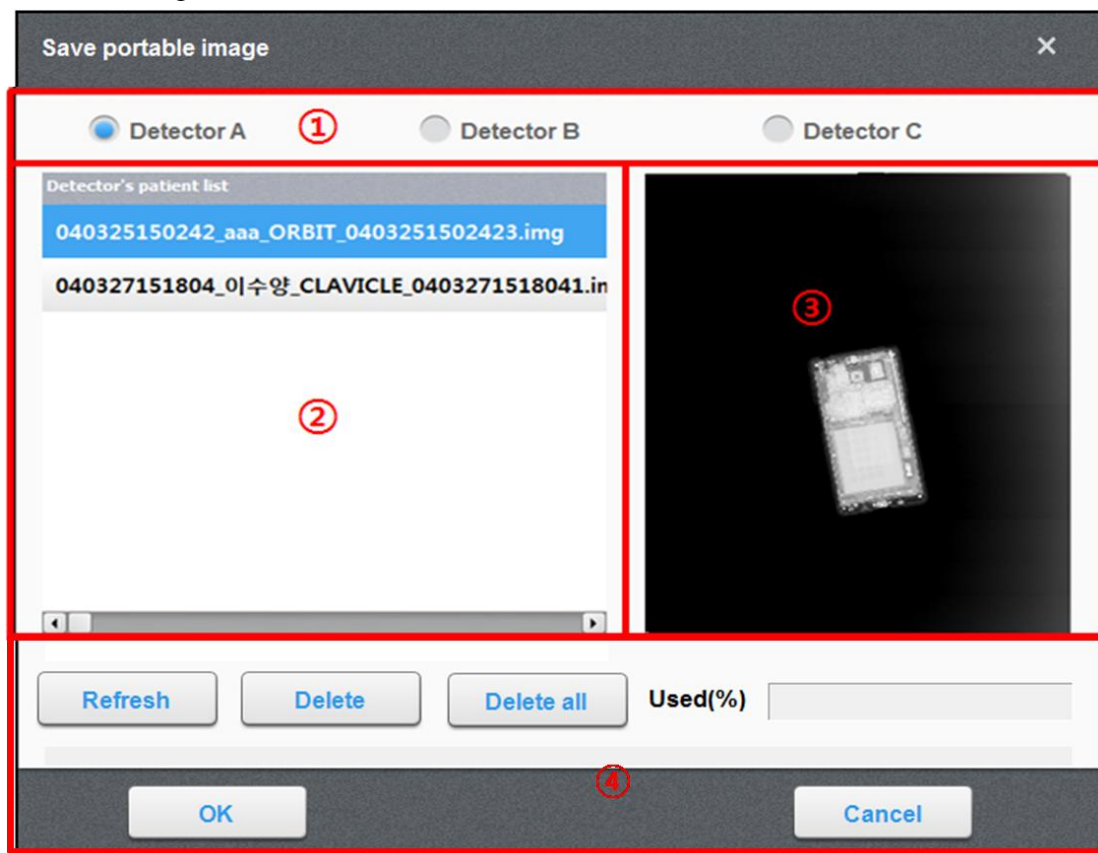 Save portable image ×
Detector A ① Detector B Detector C
Detector's patient list
040325150242_aaa_ORBIT_0403251502423.img
040327151804_이수양_CLAVICLE_0403271518041.in
③
②
Refresh Delete Delete all Used(%)
④
OK Cancel